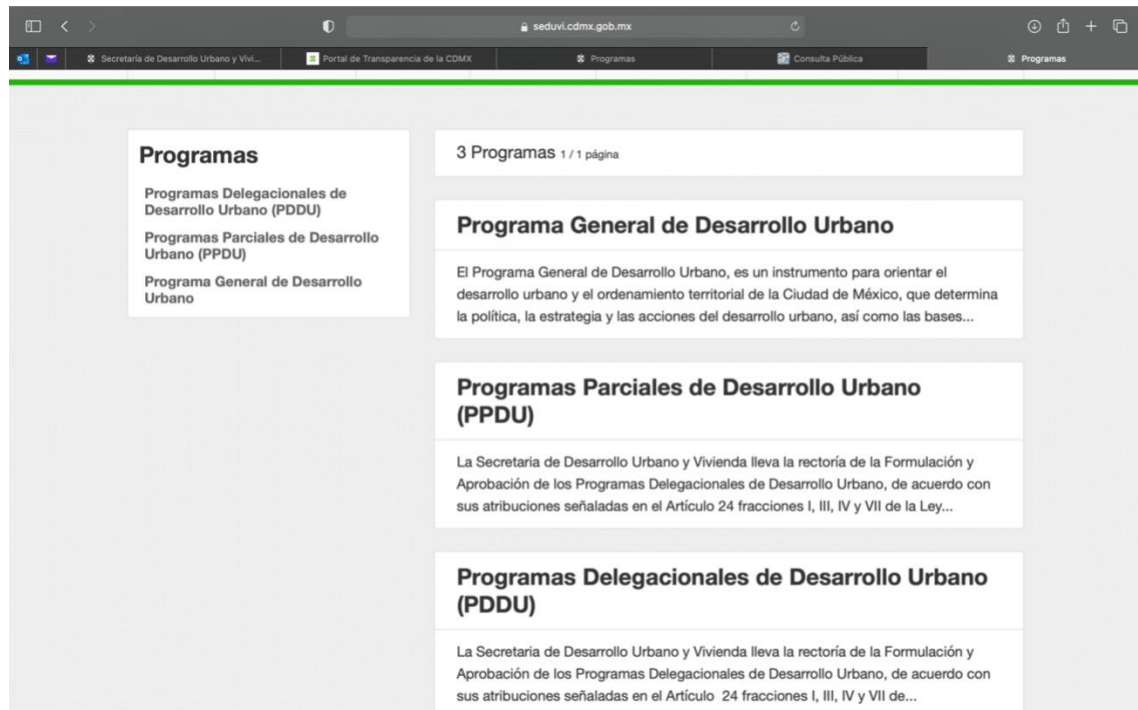 seduvi.cdmx.gob.mx
Secretaría de Desarrollo Urbano y Vivi...
Portal de Transparencia de la CDMX
Programas
Consulta Pública
Programas
Programas
Programas Delegacionales de
Desarrollo Urbano (PDDU)
Programas Parciales de Desarrollo
Urbano (PPDU)
Programa General de Desarrollo
Urbano
3 Programas 1 / 1 página
Programa General de Desarrollo Urbano
El Programa General de Desarrollo Urbano, es un instrumento para orientar el
desarrollo urbano y el ordenamiento territorial de la Ciudad de México, que determina
la política, la estrategia y las acciones del desarrollo urbano, así como las bases...
Programas Parciales de Desarrollo Urbano
(PPDU)
La Secretaria de Desarrollo Urbano y Vivienda lleva la rectoría de la Formulación y
Aprobación de los Programas Delegacionales de Desarrollo Urbano, de acuerdo con
sus atribuciones señaladas en el Artículo 24 fracciones I, III, IV y VII de la Ley...
Programas Delegacionales de Desarrollo Urbano
(PDDU)
La Secretaria de Desarrollo Urbano y Vivienda lleva la rectoría de la Formulación y
Aprobación de los Programas Delegacionales de Desarrollo Urbano, de acuerdo con
sus atribuciones señaladas en el Artículo 24 fracciones I, III, IV y VII de...